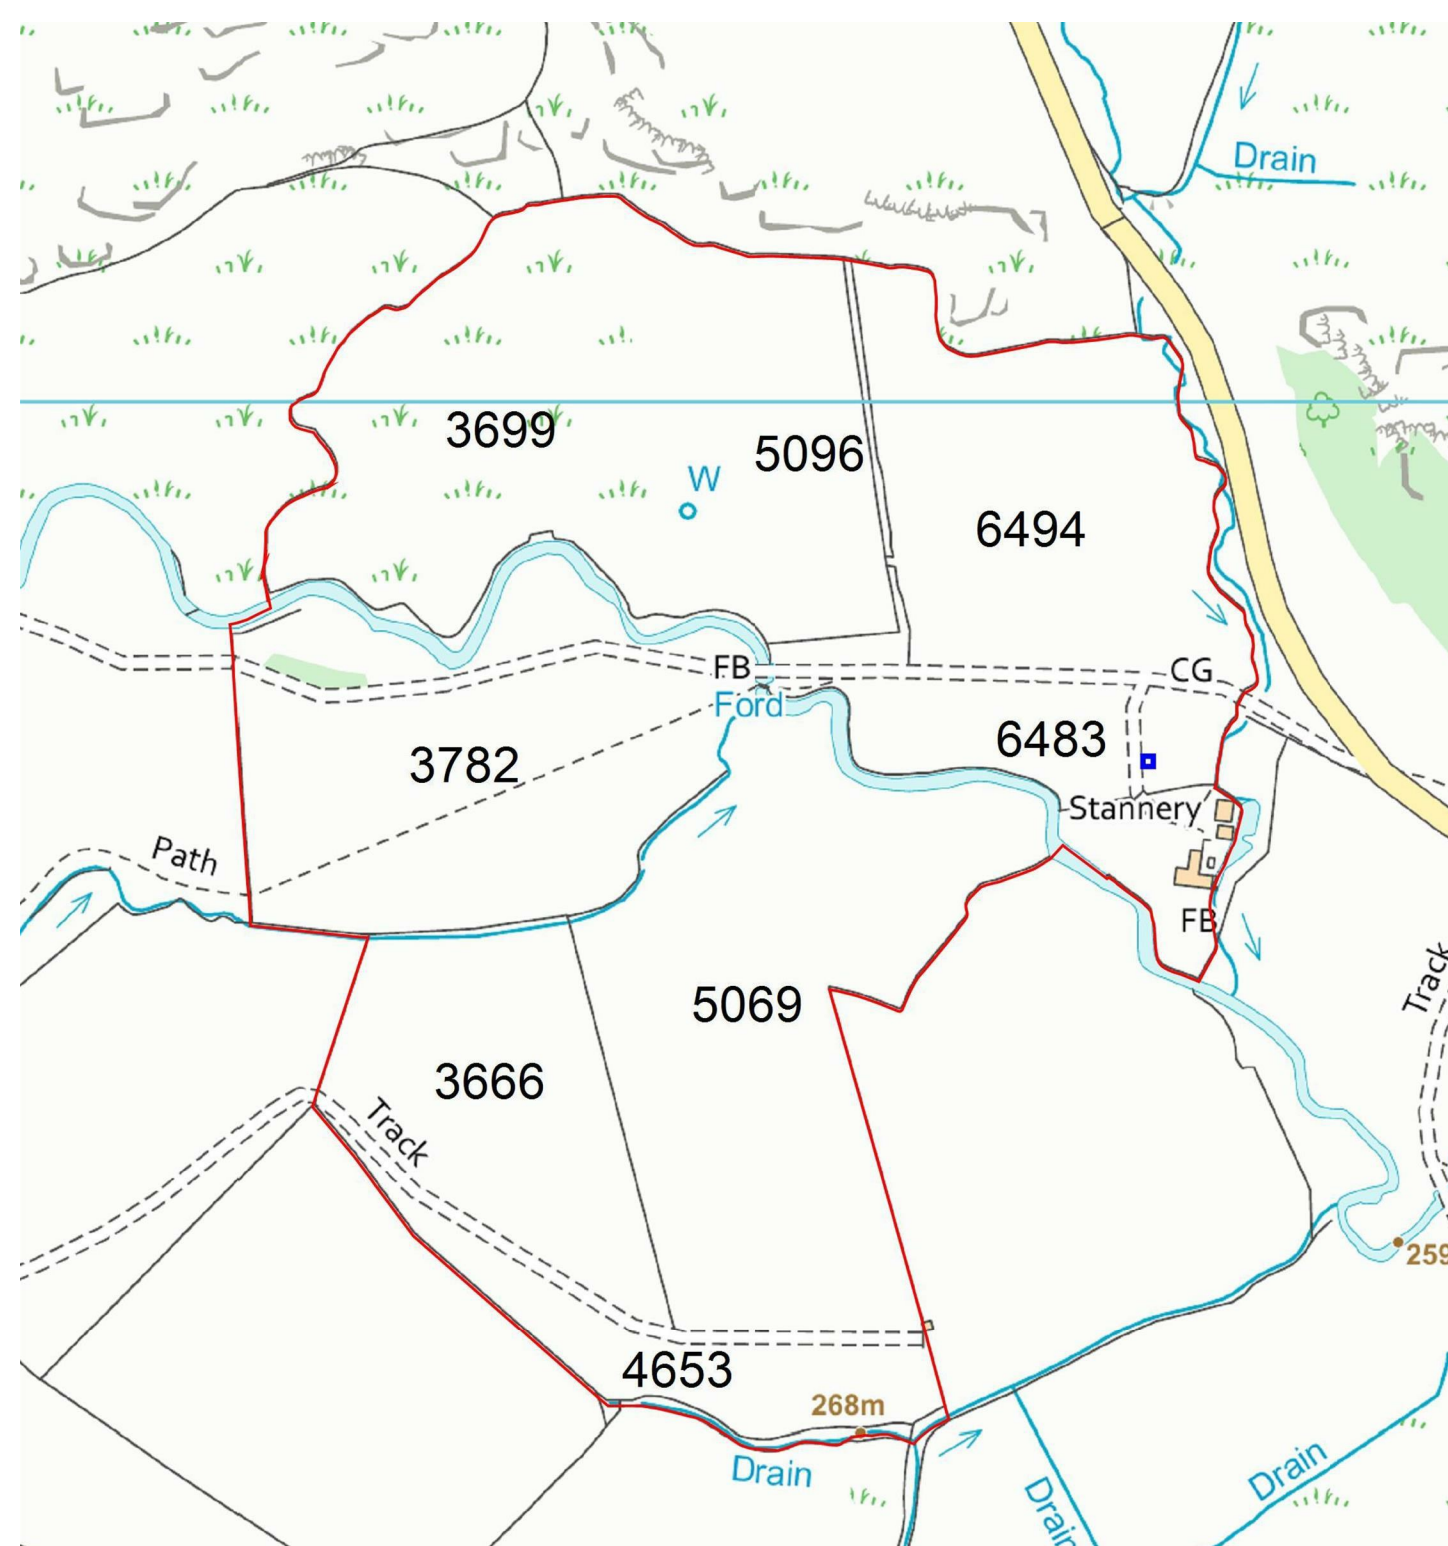 Drain
3699
5096
W
6494
FB
CG
Ford
6483
3782
Stannery
Path
FB
Track
5069
3666
Track
259
4653
268m
Drain
Drain
Drain